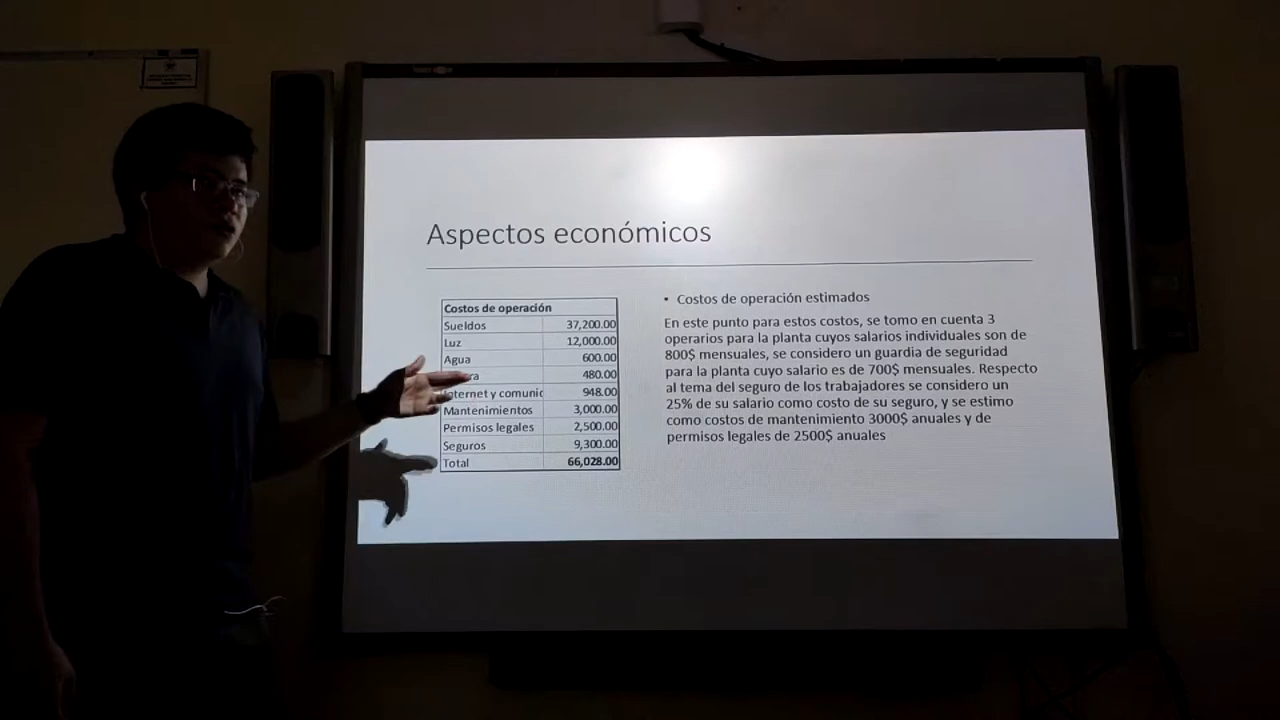 Aspectos económicos
Costos de operación
Sueldos 37,200.00
Luz 12,000.00
Agua 600.00
480.00
Internet y comunic 948.00
Mantenimientos 3,000.00
Permisos legales 2,500.00
Seguros 9,300.00
Total 66,028.00
• Costos de operación estimados
En este punto para estos costos, se tomo en cuenta 3
operarios para la planta cuyos salarios individuales son de
800$ mensuales, se considero un guardia de seguridad
para la planta cuyo salario es de 700$ mensuales. Respecto
al tema del seguro de los trabajadores se considero un
25% de su salario como costo de su seguro, y se estimo
como costos de mantenimiento 3000$ anuales y de
permisos legales de 2500$ anuales